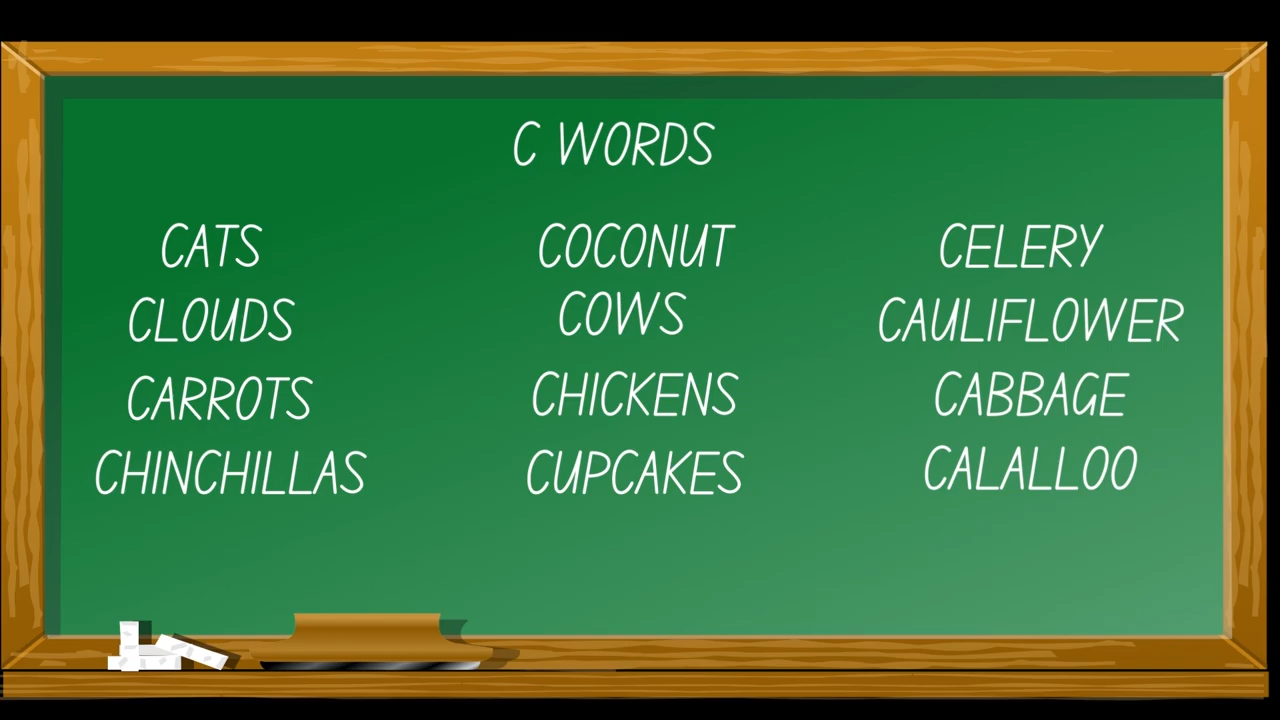 C WORDS
CATS
CLOUDS
CARROTS
CHINCHILLAS
COCONUT
COWS
CHICKENS
CUPCAKES
CELERY
CAULIFLOWER
CABBAGE
CALALLOO